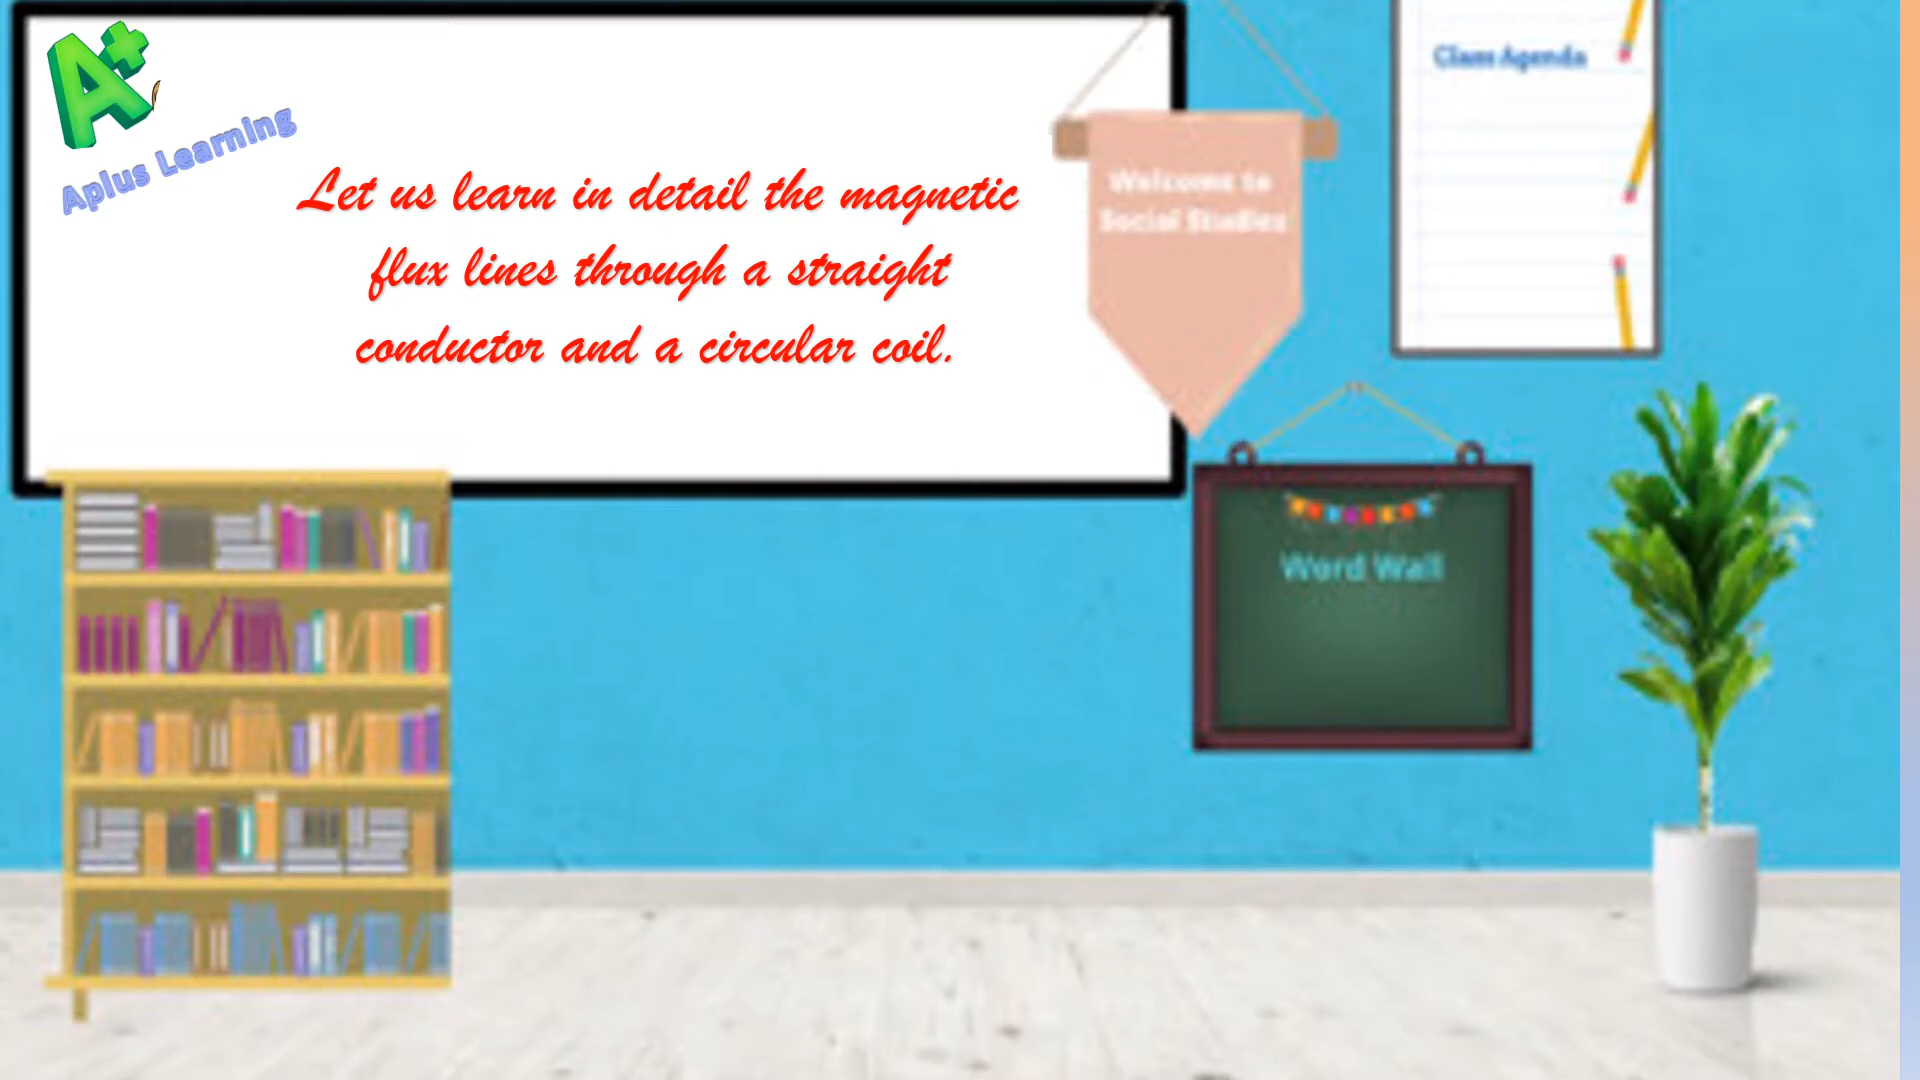 A+
Aplus Learning
Let us learn in detail the magnetic
flux lines through a straight
conductor and a circular coil.
Welcome to
Social Studies
Class Agenda
Word Wall